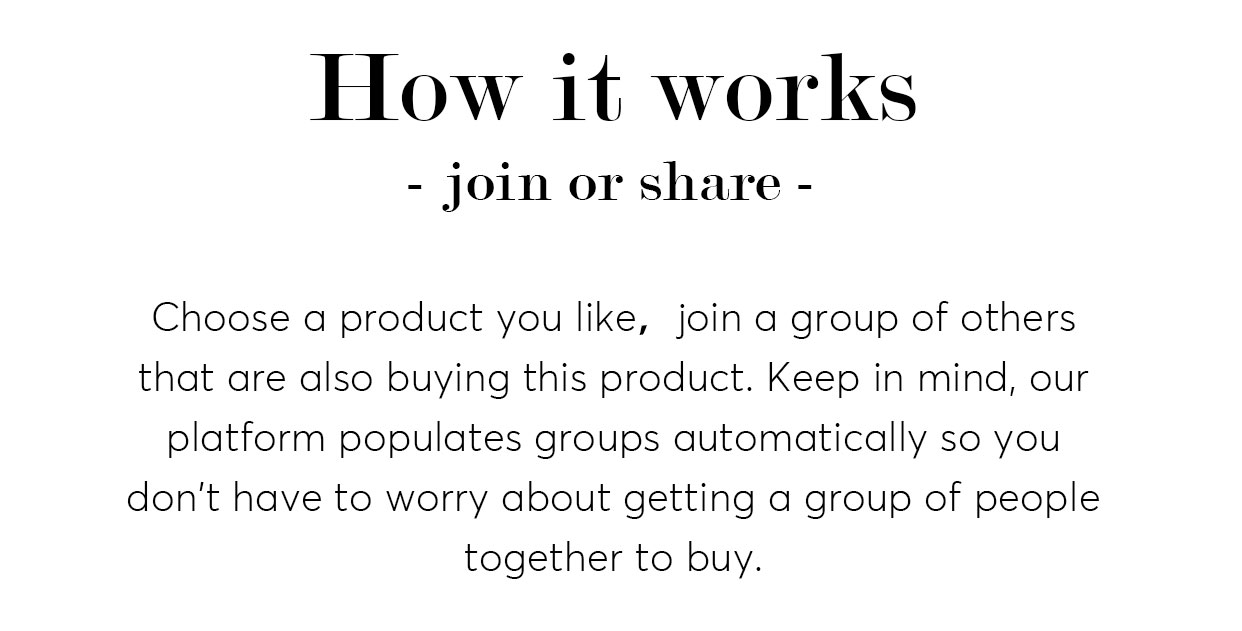 How it works
- join or share -
Choose a product you like，join a group of others
that are also buying this product. Keep in mind, our
platform populates groups automatically so you
don't have to worry about getting a group of people
together to buy.